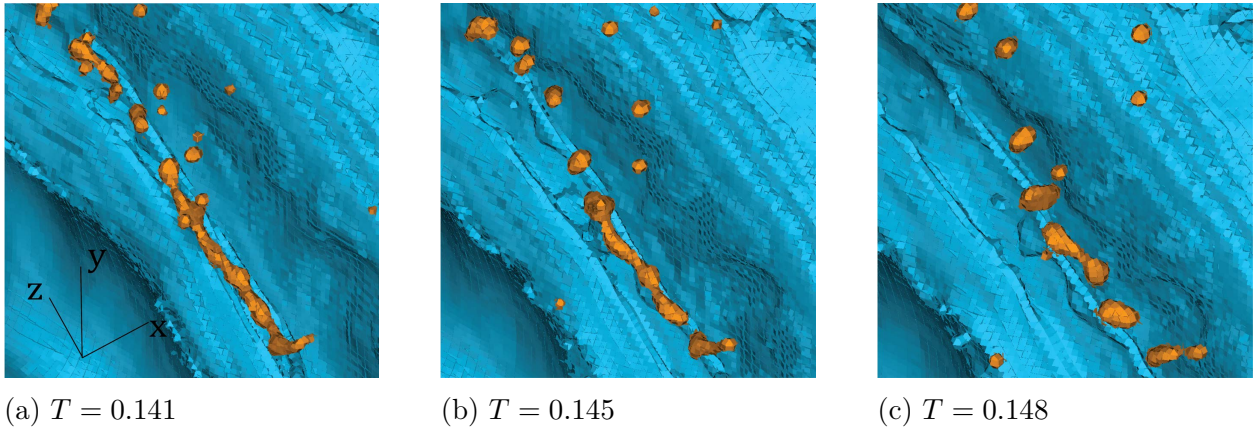 y
z
x
(a) T = 0.141
(b) T = 0.145
(c) T = 0.148